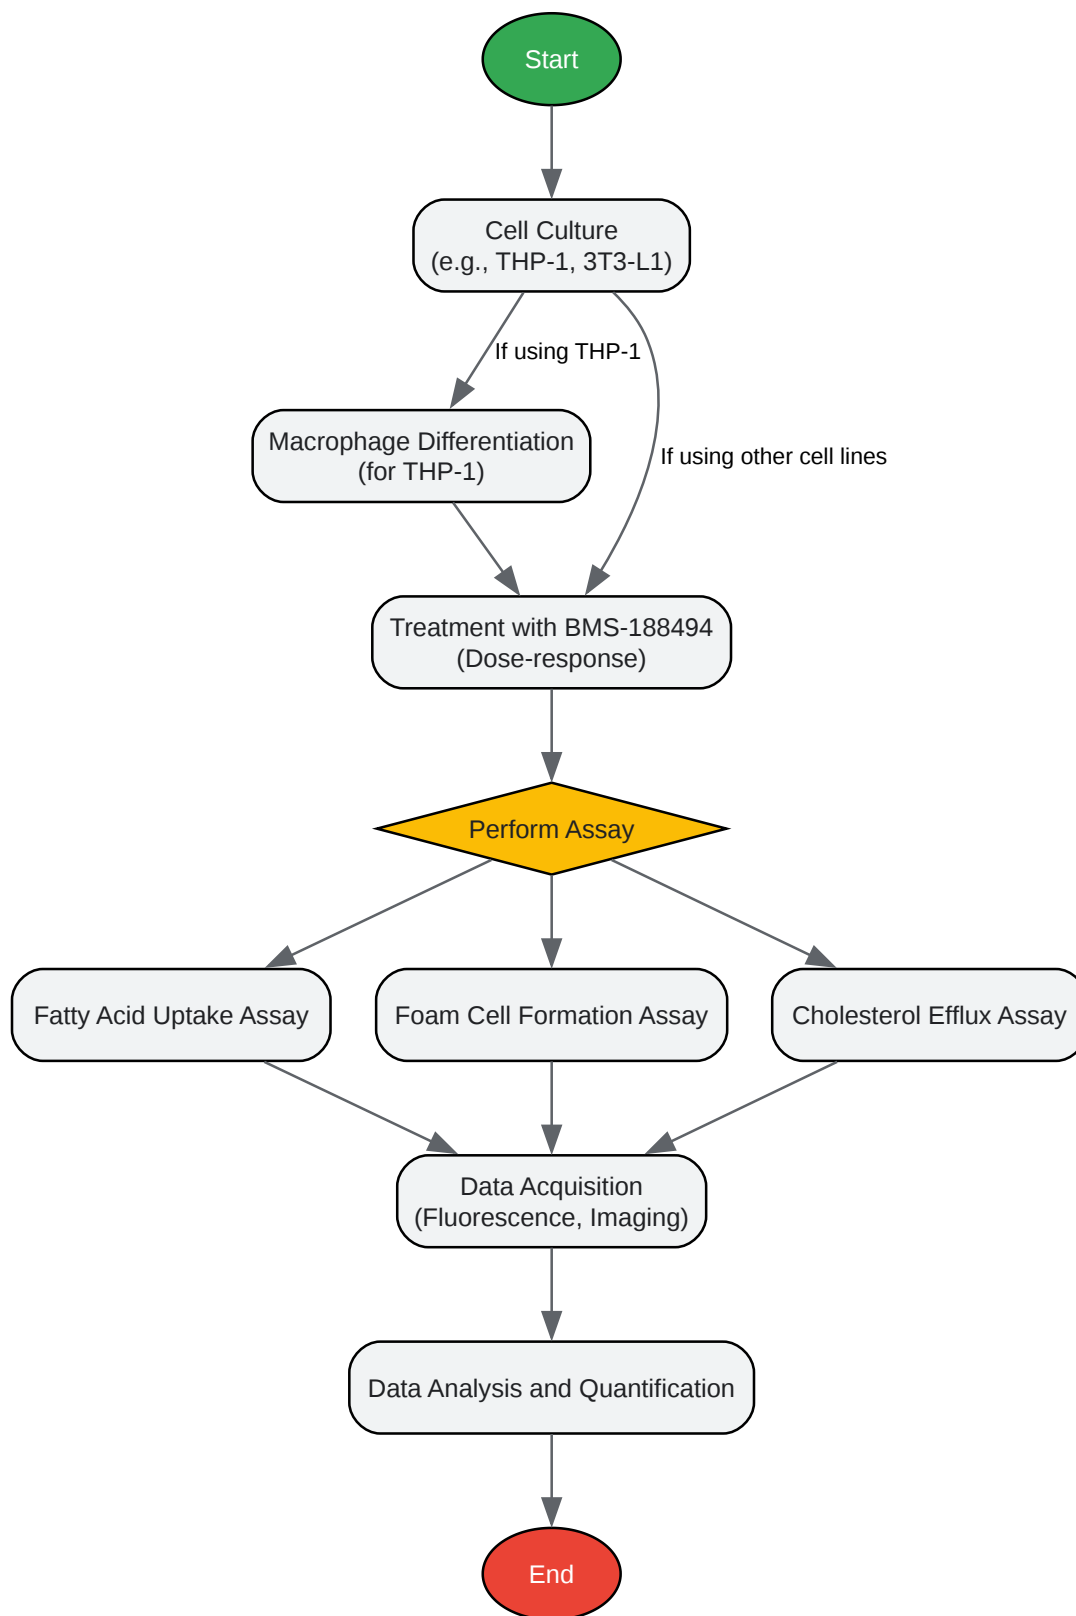 Start
Cell Culture
(e.g., THP-1, 3T3-L1)
If using THP-1
Macrophage Differentiation
(for THP-1)
If using other cell lines
Treatment with BMS-188494
(Dose-response)
Perform Assay
Fatty Acid Uptake Assay
Foam Cell Formation Assay
Cholesterol Efflux Assay
Data Acquisition
(Fluorescence, Imaging)
Data Analysis and Quantification
End